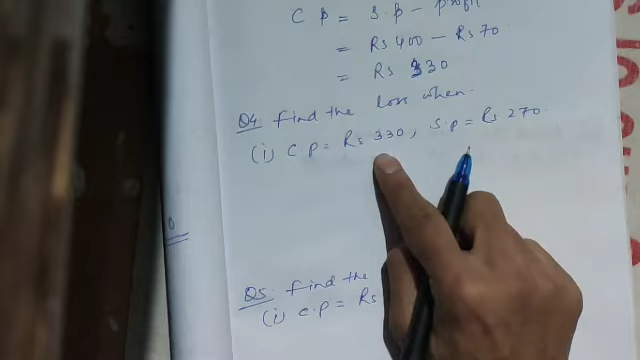 C p = S.p - profit
= Rs 400 - Rs 70
= Rs 330
Q4. find the loss when.
(i) C.p = Rs 330, S.p = Rs 270.
Q5. find the
(i) C.p = Rs